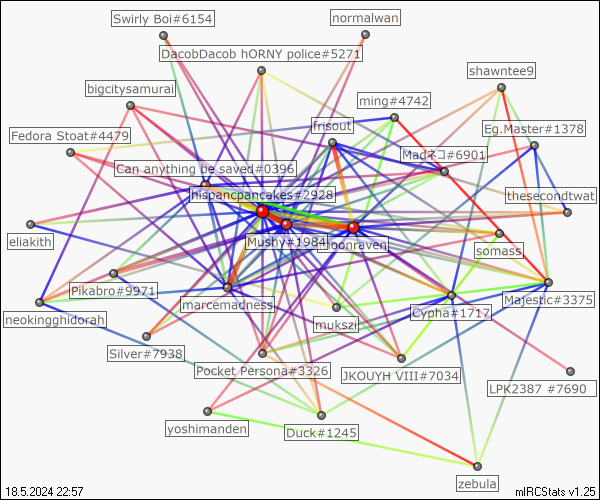 Swirly Boi#6154
normalwan
DacobDacob hORNY police#5271
shawntee9
bigcitysamurai
ming#4742
frisout
Eg.Master#1378
Fedora Stoat#4479
Madネコ#6901
Can anything be saved#0396
hispancpancakes#2928
thesecondtwat
eliakith
Mushy#1984
moonraven
somass
Pikabro#9971
marcemadness
Majestic#3375
neokingghidorah
mukszi
Cypha#1717
Silver#7938
Pocket Persona#3326
JKOUYH VIII#7034
LPK2387 #7690
yoshimanden
Duck#1245
zebula
18.5.2024 22:57
mIRCStats v1.25